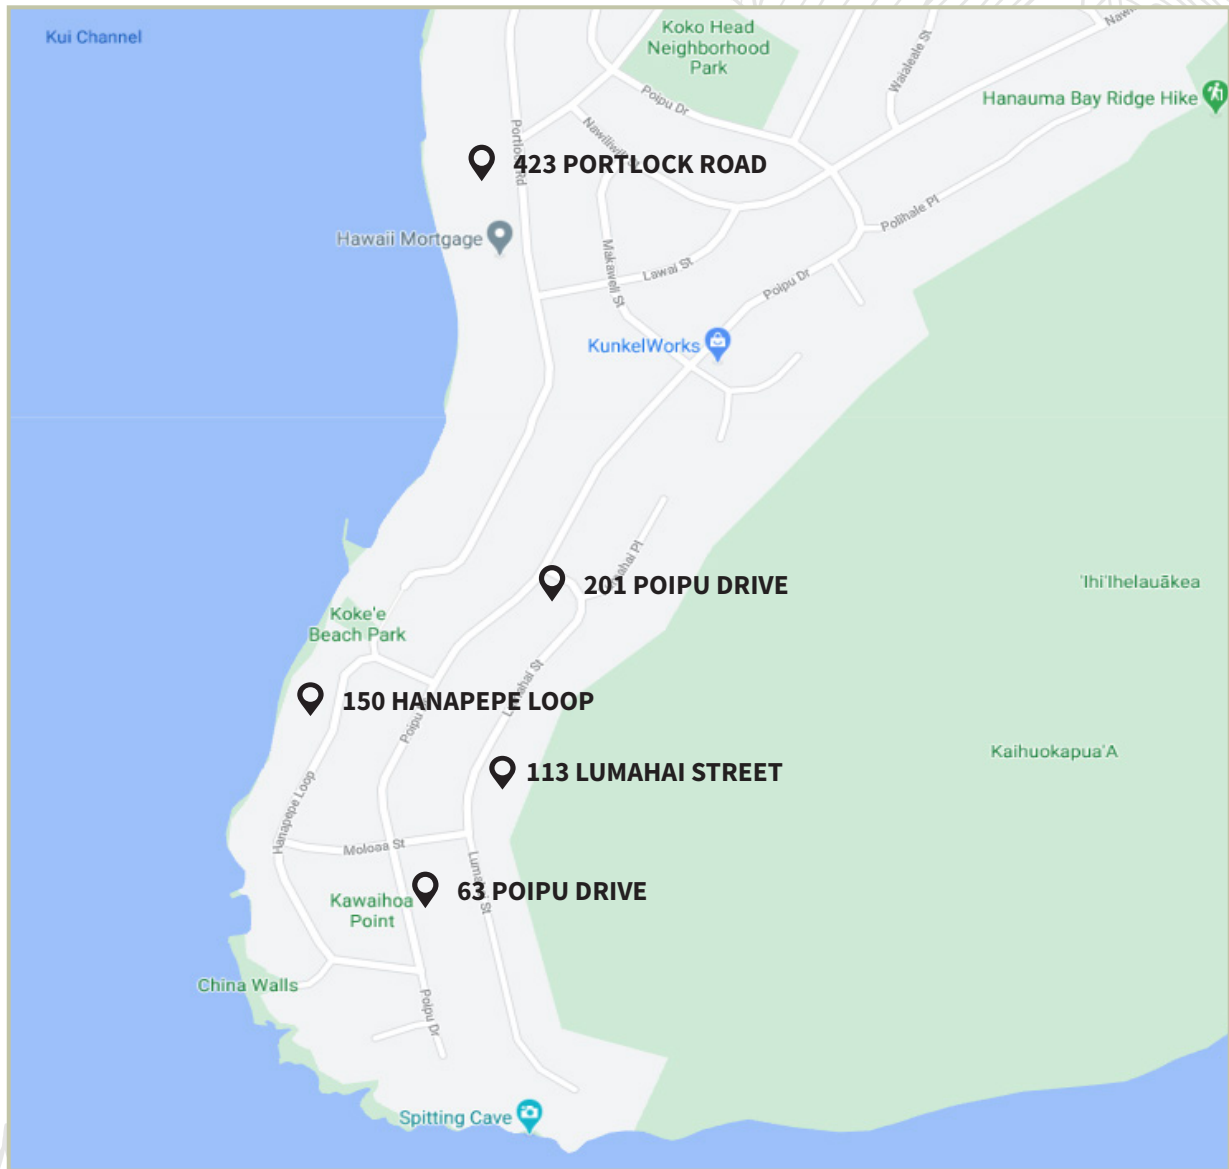 Kui Channel
Koko Head
Neighborhood
Park
Waialeale St
Hanauma Bay Ridge Hike
Poipu Dr
Portlock Rd
423 PORTLOCK ROAD
Polihale Pl
Hawaii Mortgage
Makaweli St
Lawai St
Poipu Dr
KunkelWorks
201 POIPU DRIVE
'Ihi'Ihelauākea
Koke'e
Beach Park
150 HANAPEPE LOOP
Lumahai St
Poipu
Kaihuokapua'A
113 LUMAHAI STREET
Hanapepe Loop
Moloaa St
63 POIPU DRIVE
Lumahai St
Kawaihoa
Point
China Walls
Poipu Dr
Spitting Cave